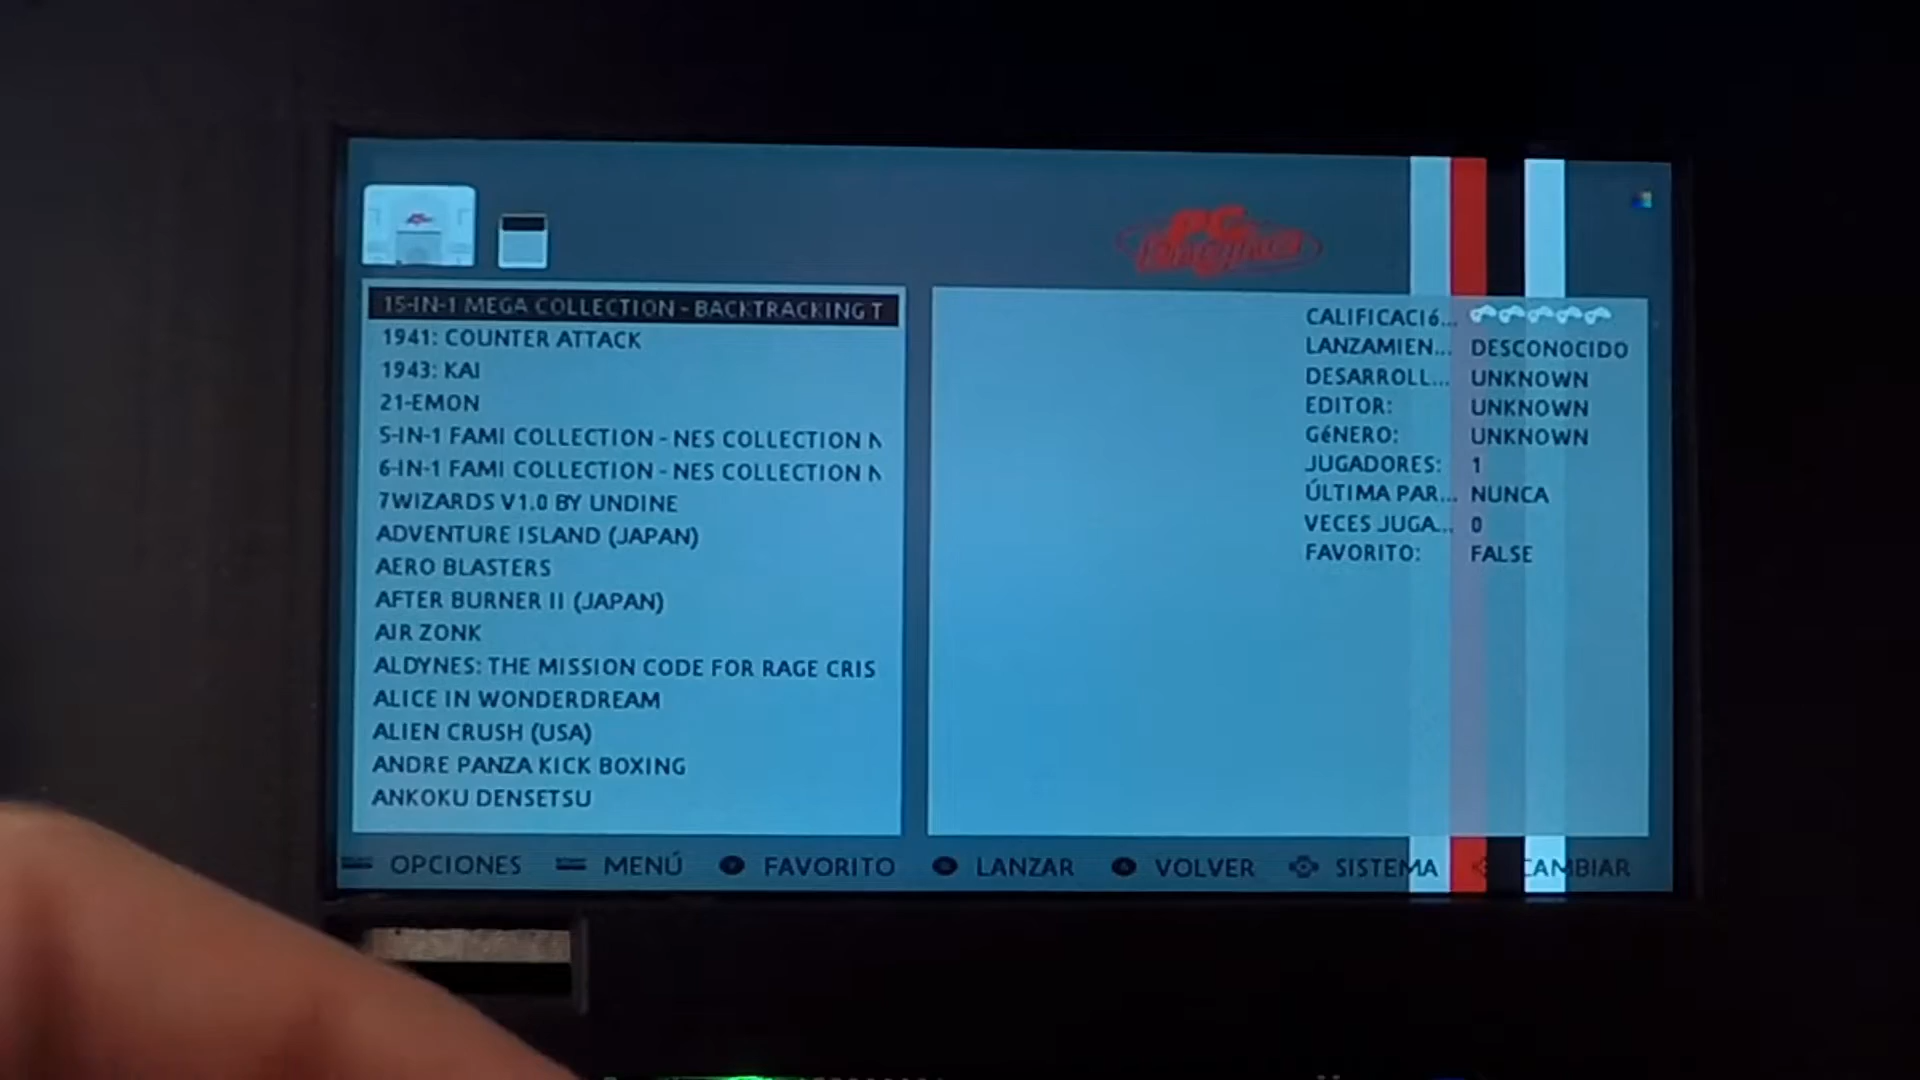 PC Engine
15-IN-1 MEGA COLLECTION - BACKTRACKING T
1941: COUNTER ATTACK
1943: KAI
21-EMON
5-IN-1 FAMI COLLECTION - NES COLLECTION N
6-IN-1 FAMI COLLECTION - NES COLLECTION N
7WIZARDS V1.0 BY UNDINE
ADVENTURE ISLAND (JAPAN)
AERO BLASTERS
AFTER BURNER II (JAPAN)
AIR ZONK
ALDYNES: THE MISSION CODE FOR RAGE CRIS
ALICE IN WONDERDREAM
ALIEN CRUSH (USA)
ANDRE PANZA KICK BOXING
ANKOKU DENSETSU
CALIFICACIó...
LANZAMIEN... DESCONOCIDO
DESARROLL... UNKNOWN
EDITOR: UNKNOWN
GéNERO: UNKNOWN
JUGADORES: 1
ÚLTIMA PAR... NUNCA
VECES JUGA... 0
FAVORITO: FALSE
OPCIONES MENÚ FAVORITO LANZAR VOLVER SISTEMA CAMBIAR